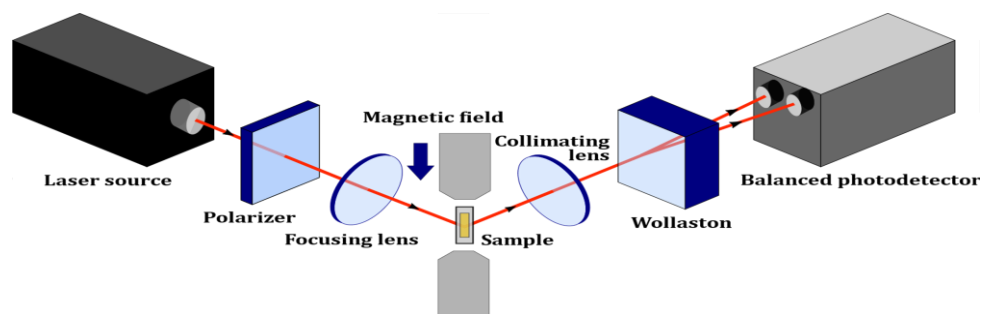 Magnetic field
Collimating
lens
Laser source
Balanced photodetector
Polarizer
Wollaston
Focusing lens
Sample